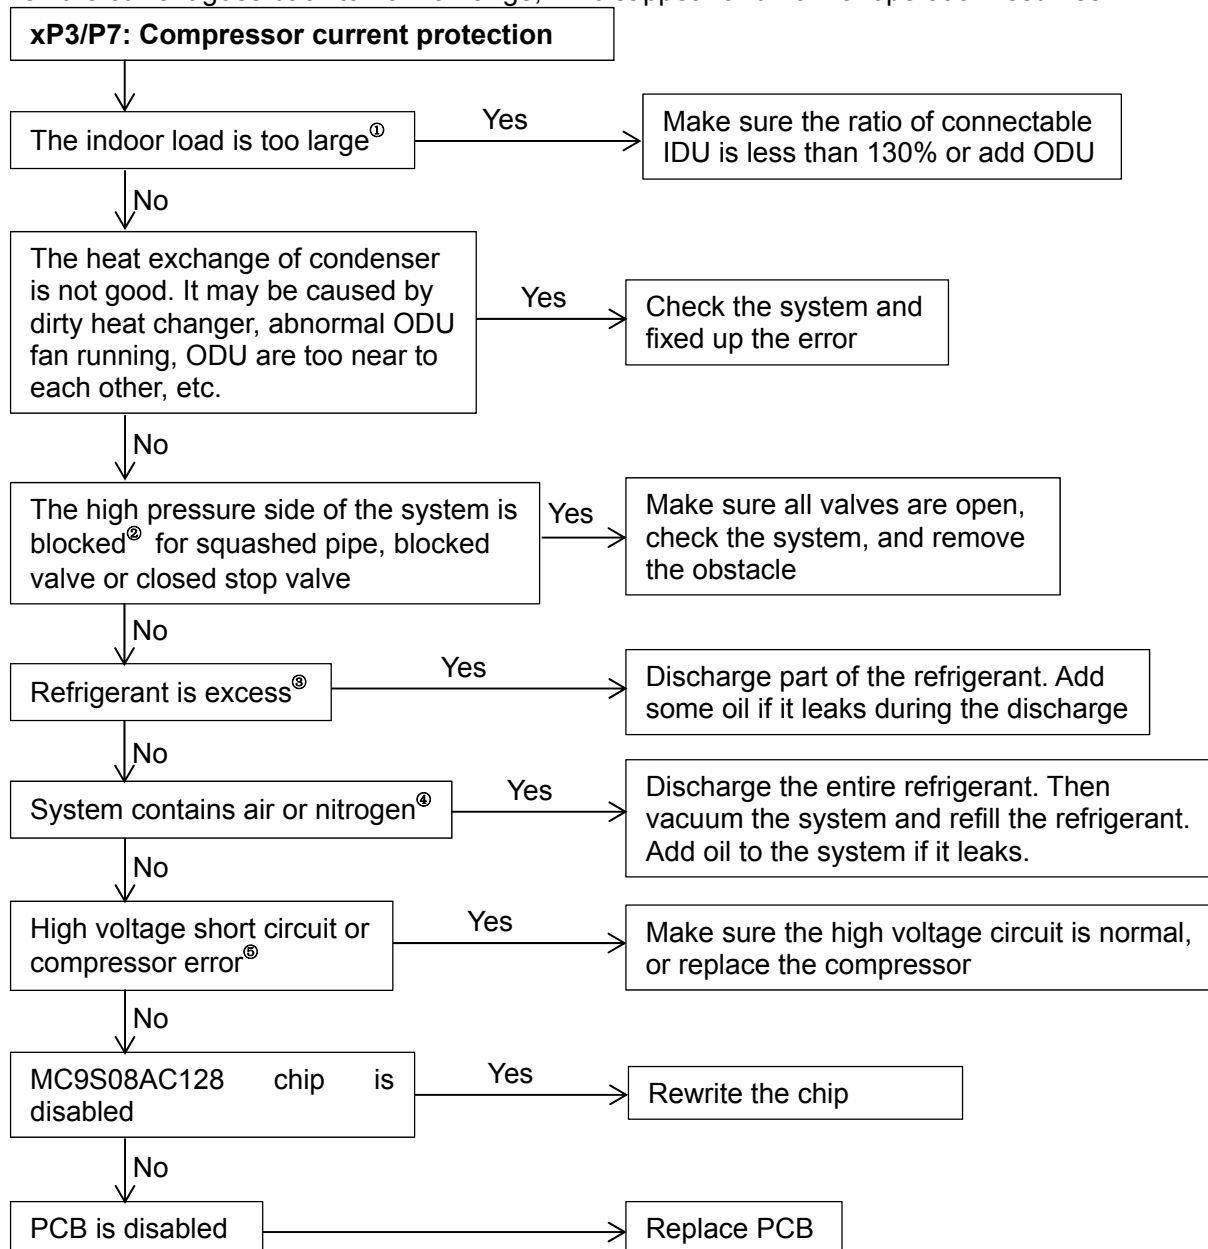 xP3/P7: Compressor current protection
The indoor load is too large①
Yes
Make sure the ratio of connectable
IDU is less than 130% or add ODU
No
The heat exchange of condenser
is not good. It may be caused by
dirty heat changer, abnormal ODU
fan running, ODU are too near to
each other, etc.
Yes
Check the system and
fixed up the error
No
The high pressure side of the system is
blocked② for squashed pipe, blocked
valve or closed stop valve
Yes
Make sure all valves are open,
check the system, and remove
the obstacle
No
Refrigerant is excess③
Yes
Discharge part of the refrigerant. Add
some oil if it leaks during the discharge
No
System contains air or nitrogen④
Yes
Discharge the entire refrigerant. Then
vacuum the system and refill the refrigerant.
Add oil to the system if it leaks.
No
High voltage short circuit or
compressor error⑤
Yes
Make sure the high voltage circuit is normal,
or replace the compressor
No
MC9S08AC128 chip is
disabled
Yes
Rewrite the chip
No
PCB is disabled
Replace PCB